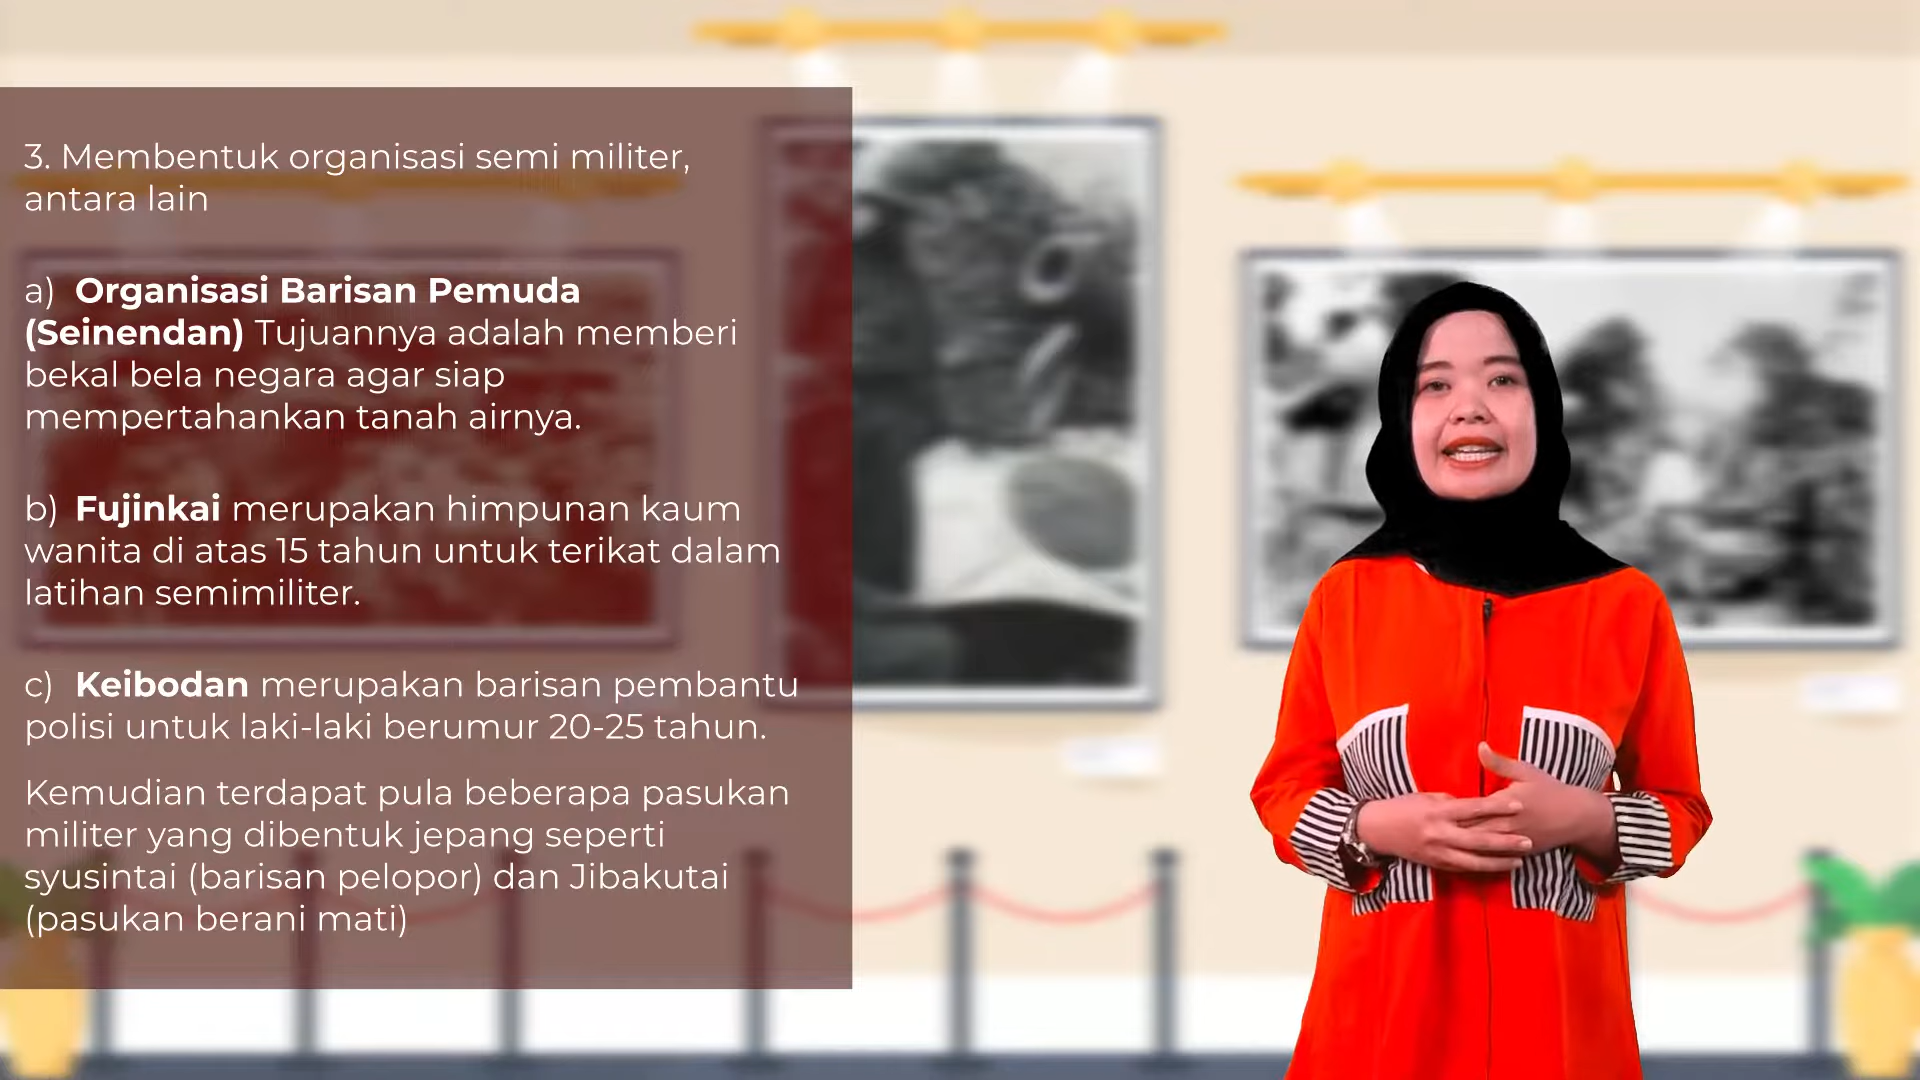 3. Membentuk organisasi semi militer,
antara lain
a) Organisasi Barisan Pemuda
(Seinendan) Tujuannya adalah memberi
bekal bela negara agar siap
mempertahankan tanah airnya.
b) Fujinkai merupakan himpunan kaum
wanita di atas 15 tahun untuk terikat dalam
latihan semimiliter.
c) Keibodan merupakan barisan pembantu
polisi untuk laki-laki berumur 20-25 tahun.
Kemudian terdapat pula beberapa pasukan
militer yang dibentuk jepang seperti
syusintai (barisan pelopor) dan Jibakutai
(pasukan berani mati)